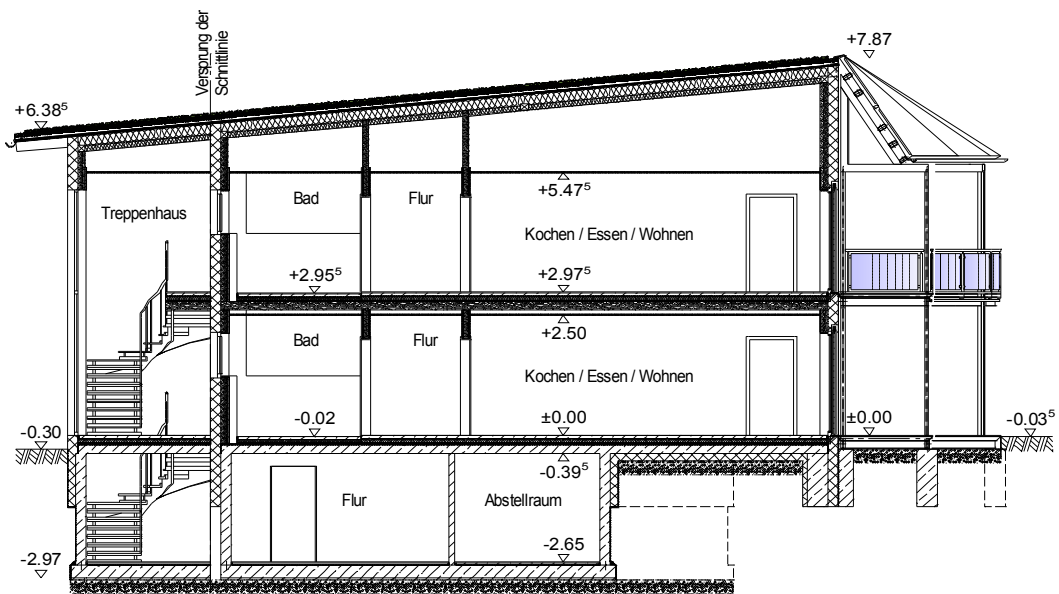 Versprung der
Schnittlinie
+7.87
+6.38⁵
+5.47⁵
Bad
Flur
Treppenhaus
Kochen / Essen / Wohnen
+2.95⁵
+2.97⁵
+2.50
Bad
Flur
Kochen / Essen / Wohnen
-0.30
-0.02
±0.00
±0.00
-0.03⁵
-0.39⁵
Flur
Abstellraum
-2.65
-2.97